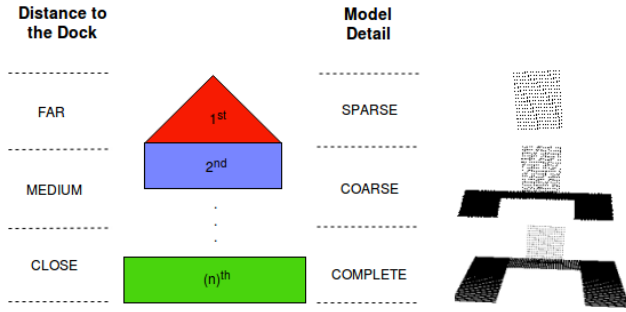 Distance to
the Dock
Model
Detail
FAR
1st
SPARSE
MEDIUM
2nd
COARSE
CLOSE
(n)th
COMPLETE